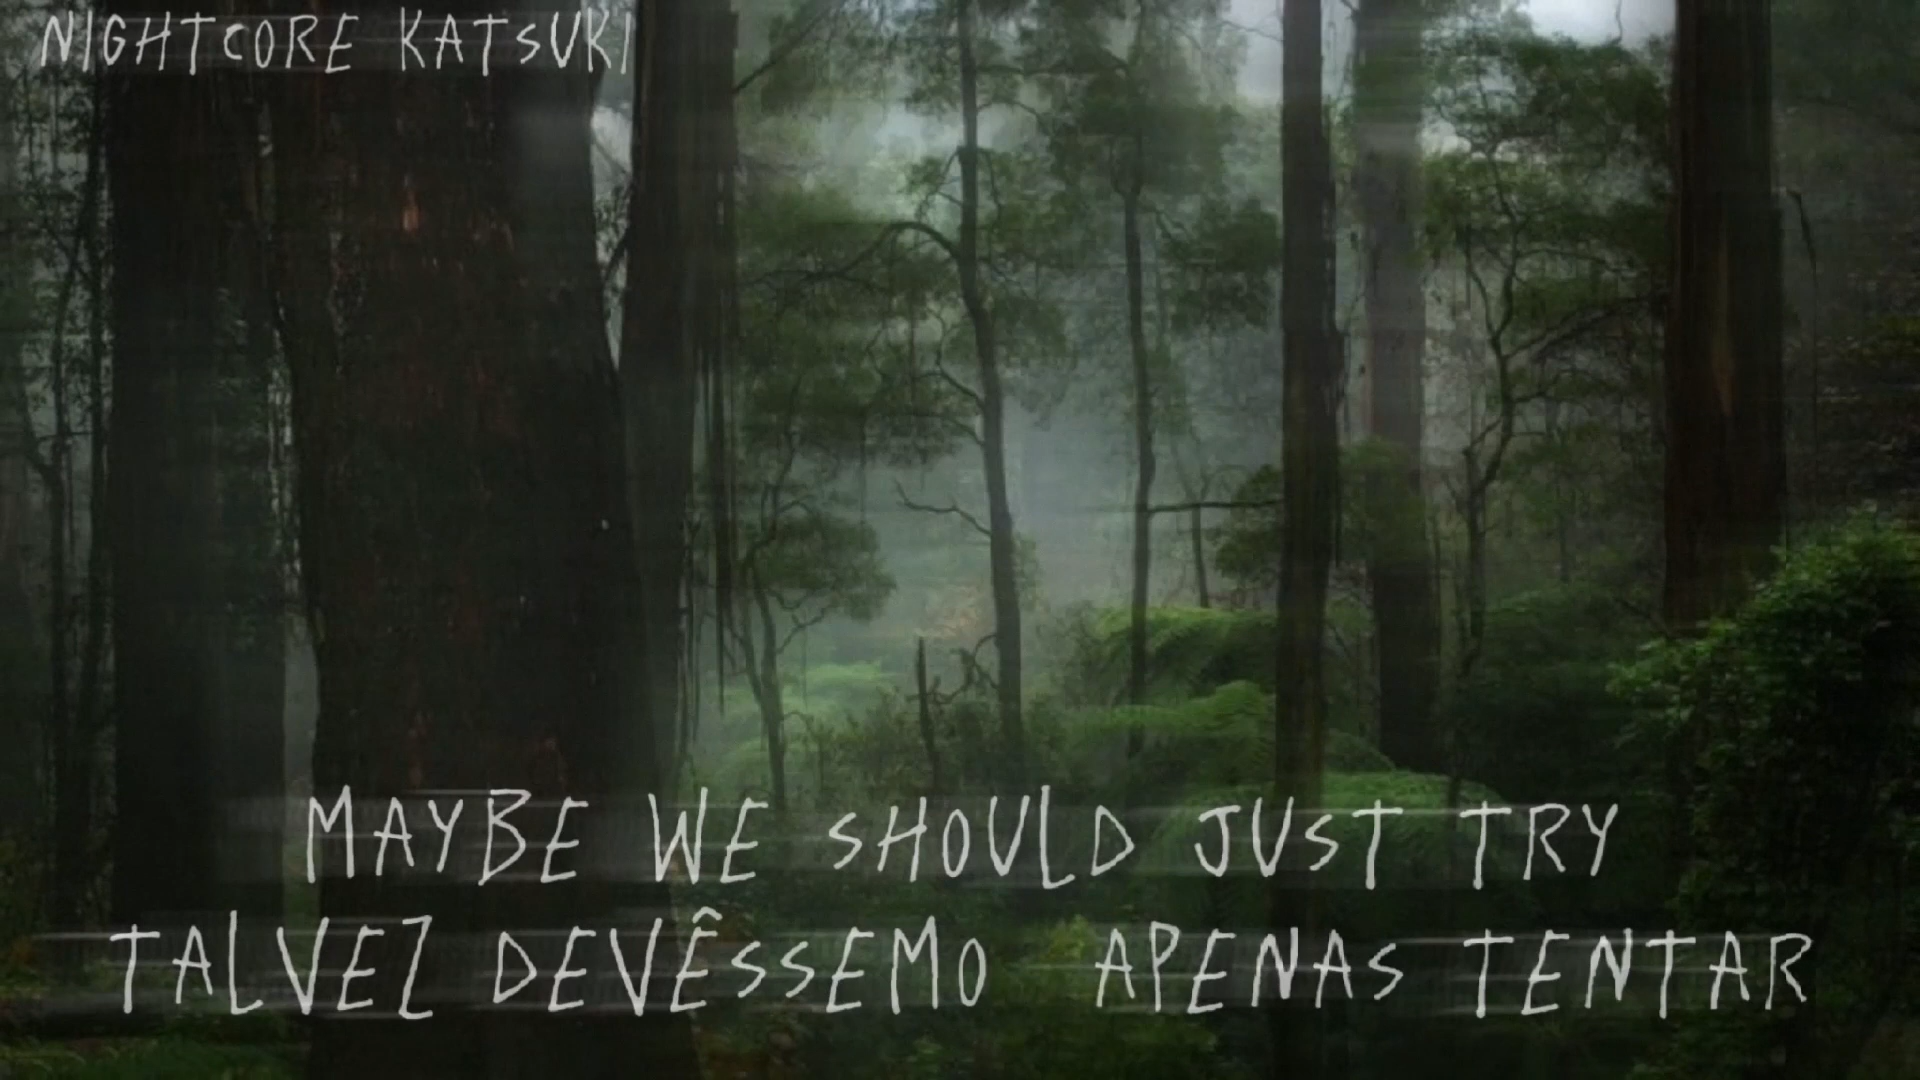 NIGHTCORE KATSUKI
MAYBE WE SHOULD JUST TRY
TALVEZ DEVÊSSEMO APENAS TENTAR